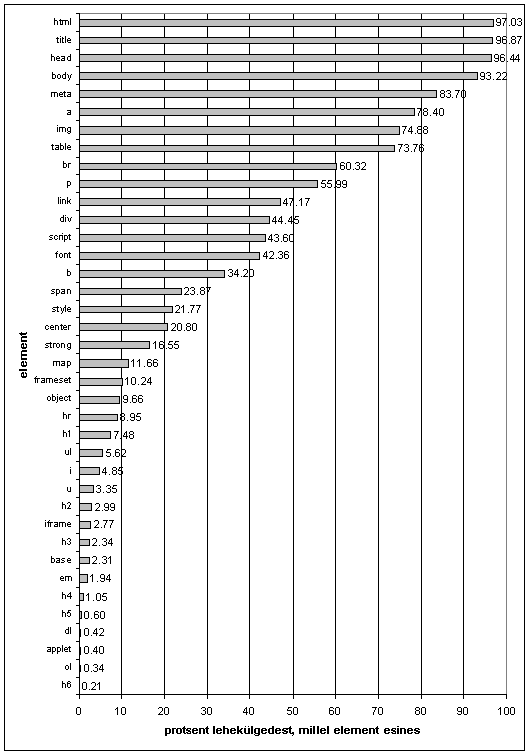 html 97.03
title 96.87
head 96.44
body 93.22
meta 83.70
a 78.40
img 74.88
table 73.76
br 60.32
p 55.99
link 47.17
div 44.45
script 43.60
font 42.36
b 34.20
span 23.87
style 21.77
center 20.80
strong 16.55
map 11.66
frameset 10.24
object 9.66
hr 8.95
h1 7.48
ul 5.62
i 4.85
u 3.35
h2 2.99
iframe 2.77
h3 2.34
base 2.31
em 1.94
h4 1.05
h5 0.60
dl 0.42
applet 0.40
ol 0.34
h6 0.21
element
0 10 20 30 40 50 60 70 80 90 100
protsent lehekülgedest, millel element esines